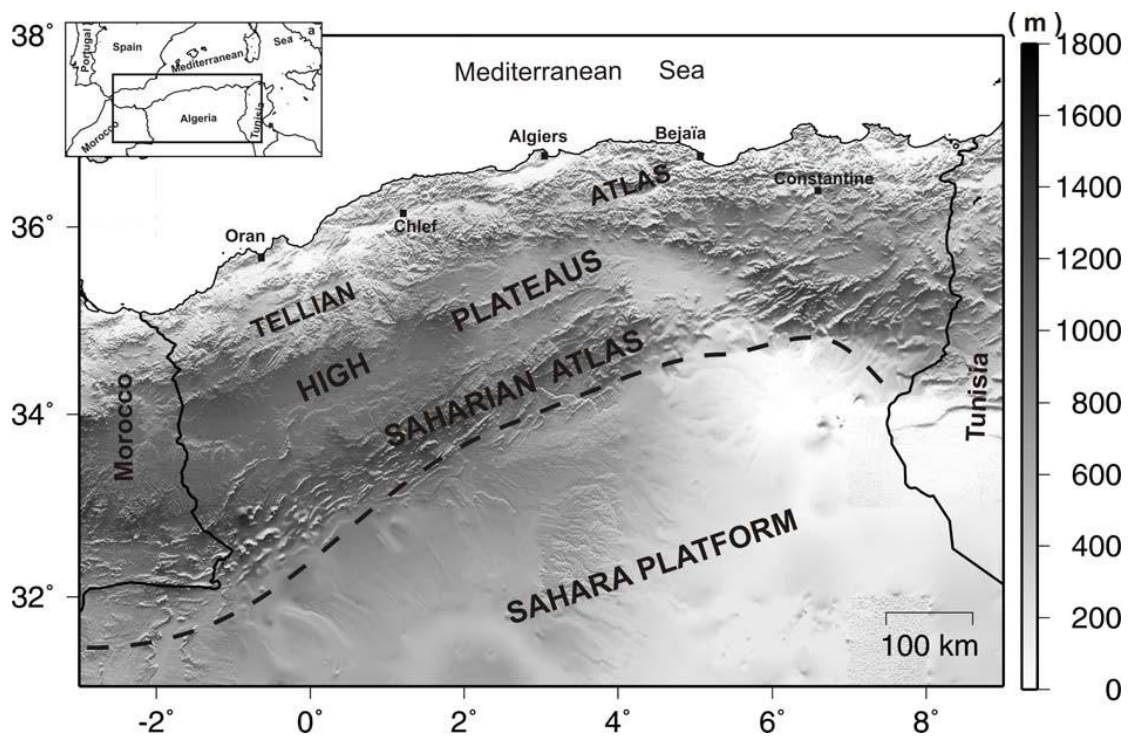 38°
36°
34°
32°
-2°
0°
2°
4°
6°
8°
( m )
1800
1600
1400
1200
1000
800
600
400
200
0
a
Portugal
Spain
Mediterranean Sea
Morocco
Algeria
Tunisia
Mediterranean Sea
Algiers
Bejaïa
Constantine
Chlef
Oran
TELLIAN ATLAS
HIGH PLATEAUS
SAHARIAN ATLAS
SAHARA PLATFORM
Morocco
Tunisia
100 km